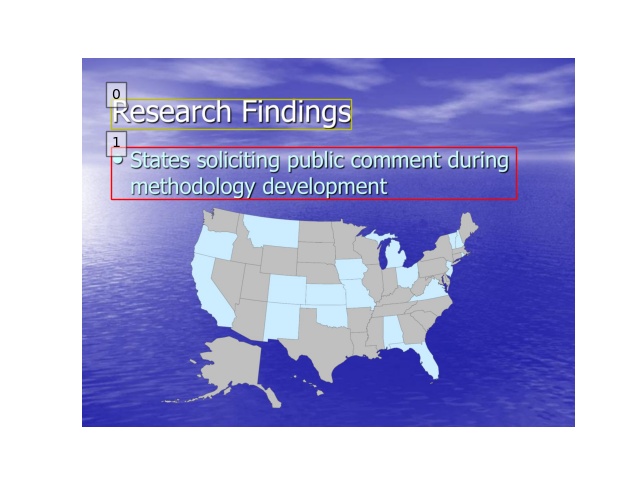 0
Research Findings
1
• States soliciting public comment during
methodology development